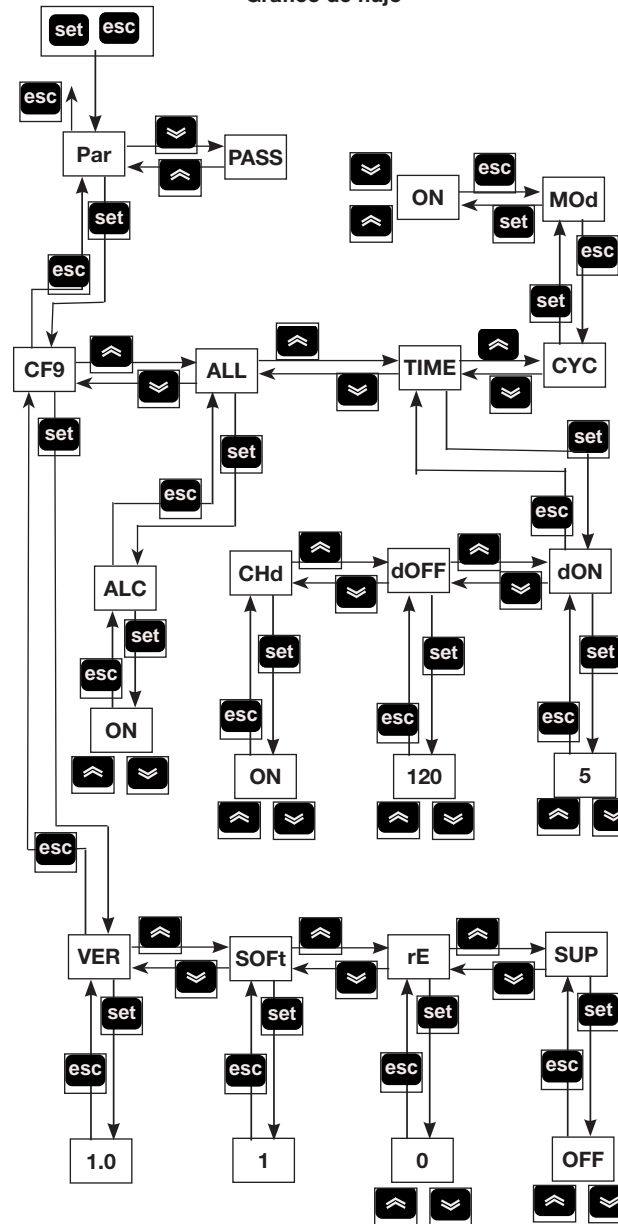 Gráfico de flujo
set esc
esc
Par
PASS
set
esc
ON
esc
MOd
set
esc
set
CF9
ALL
TIME
CYC
set
set
set
esc
esc
ALC
CHd
dOFF
dON
set
set
set
set
esc
esc
esc
esc
ON
ON
120
5
esc
VER
SOFt
rE
SUP
set
set
set
set
esc
esc
esc
esc
1.0
1
0
OFF